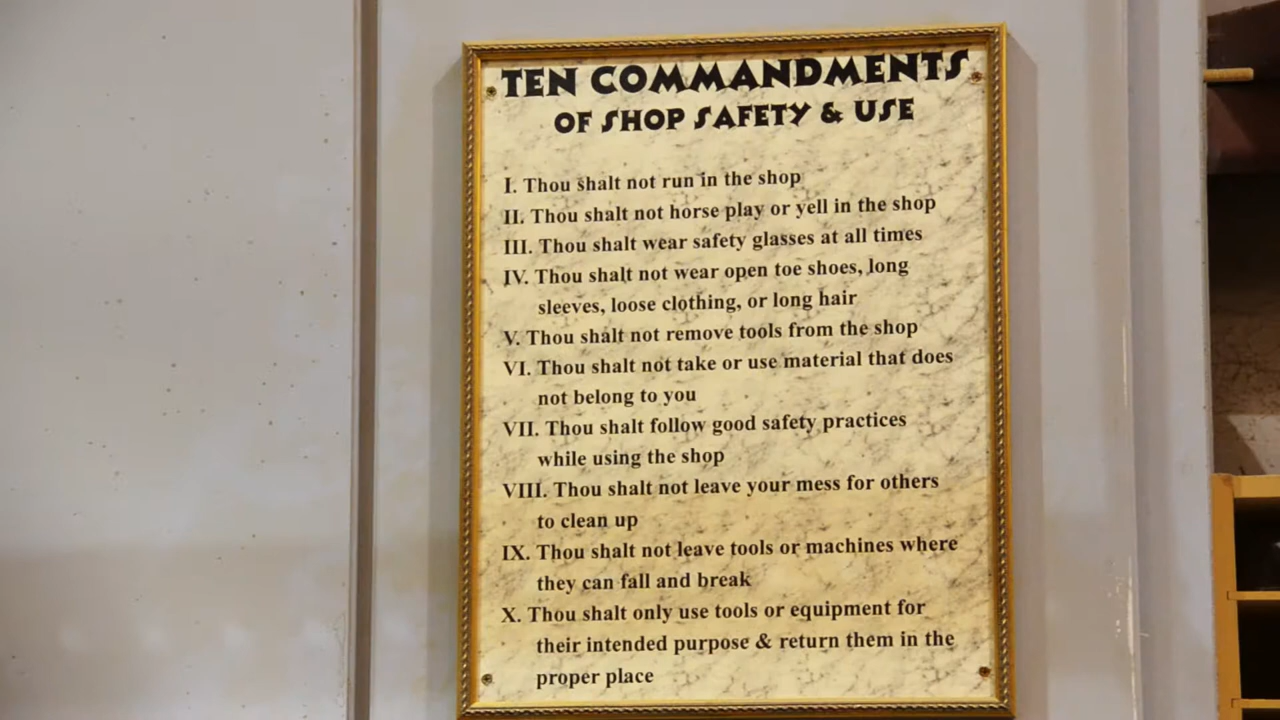 TEN COMMANDMENTS
OF SHOP SAFETY & USE
I. Thou shalt not run in the shop
II. Thou shalt not horse play or yell in the shop
III. Thou shalt wear safety glasses at all times
IV. Thou shalt not wear open toe shoes, long
sleeves, loose clothing, or long hair
V. Thou shalt not remove tools from the shop
VI. Thou shalt not take or use material that does
not belong to you
VII. Thou shalt follow good safety practices
while using the shop
VIII. Thou shalt not leave your mess for others
to clean up
IX. Thou shalt not leave tools or machines where
they can fall and break
X. Thou shalt only use tools or equipment for
their intended purpose & return them in the
proper place